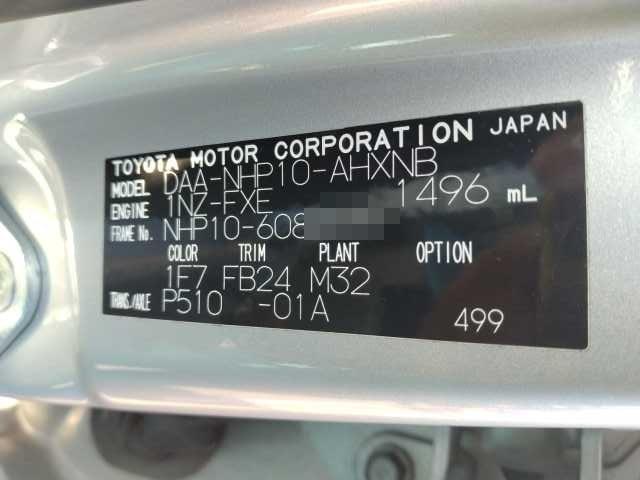 TOYOTA MOTOR CORPORATION JAPAN
MODEL DAA-NHP10-AHXNB
ENGINE 1NZ-FXE 1496 mL
FRAME No. NHP10-608
COLOR TRIM PLANT OPTION
1F7 FB24 M32
TRANS./AXLE P510 -01A 499